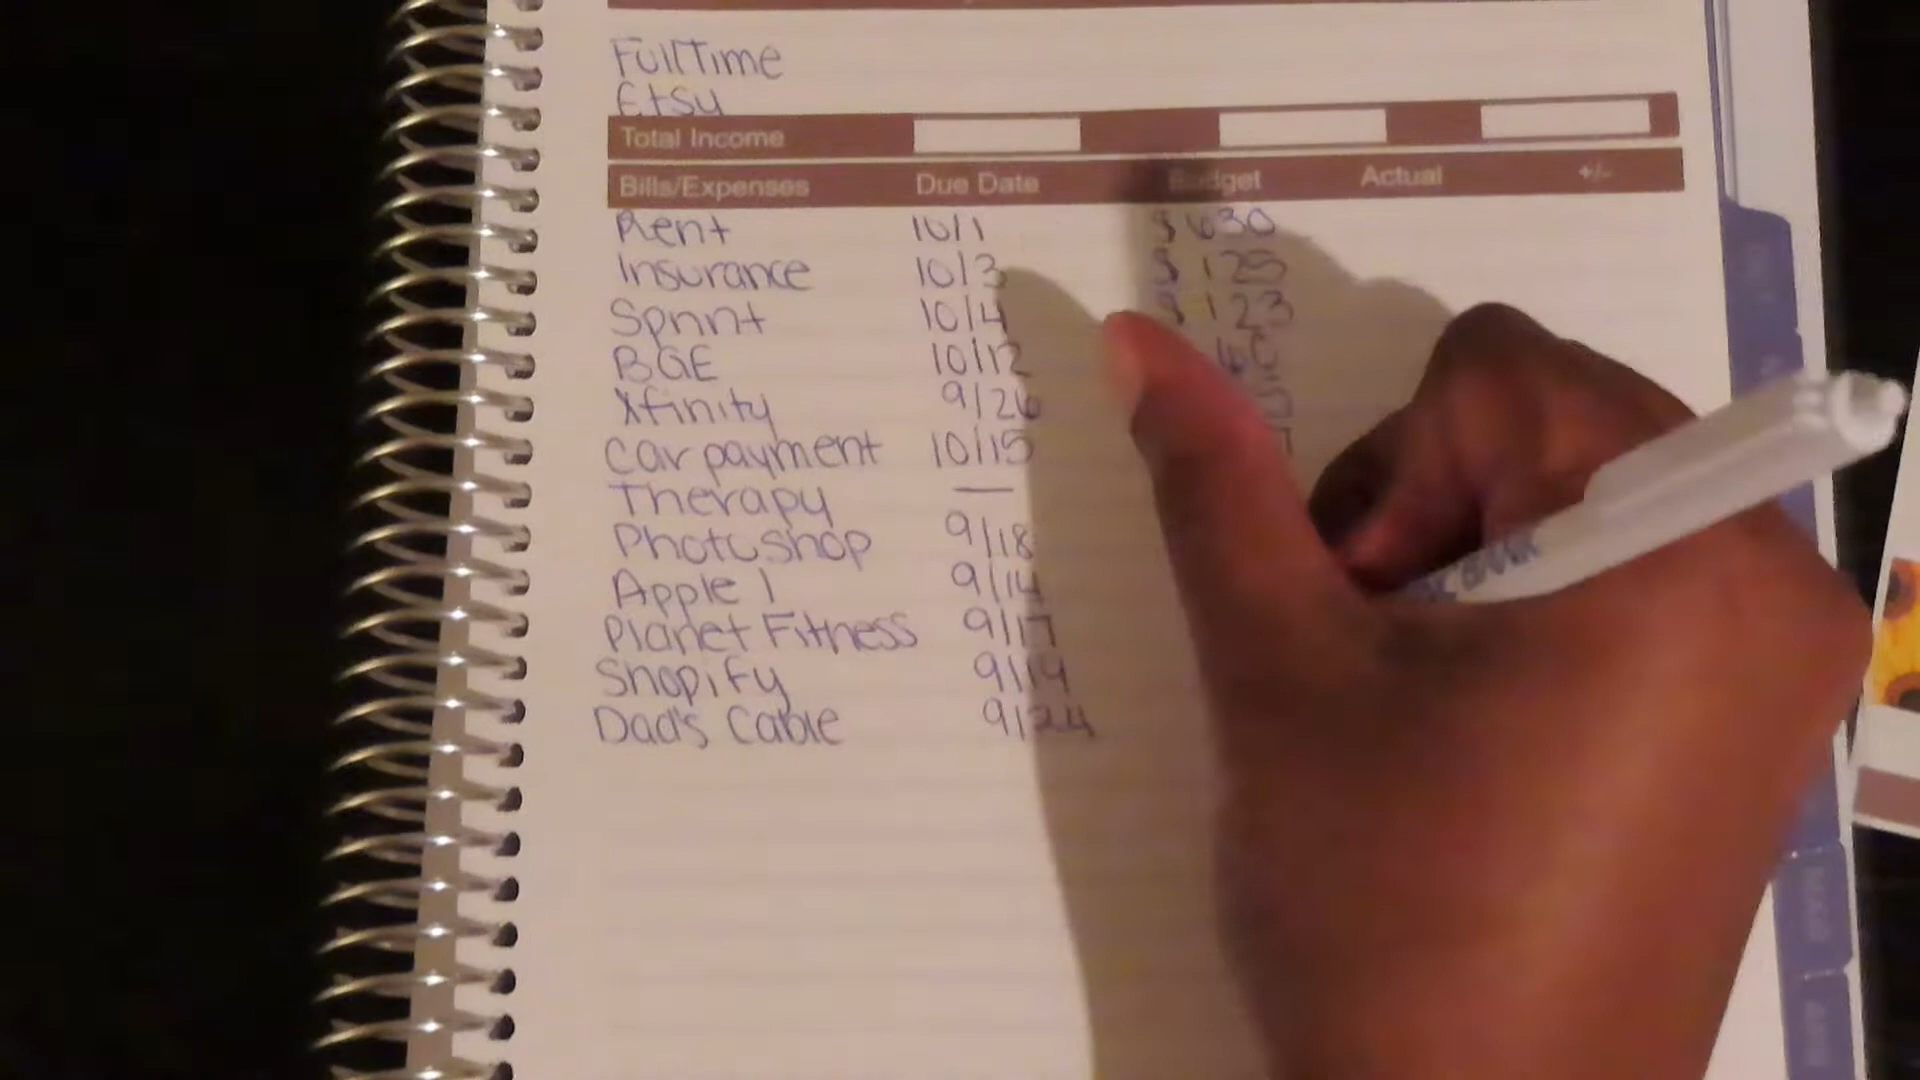 FullTime
Etsy
Total Income
Bills/Expenses Due Date Budget Actual +/-
Rent 10/1 $630
Insurance 10/3 $125
Sprint 10/4 $123
BGE 10/12
Xfinity 9/26
Car payment 10/15
Therapy —
Photoshop 9/18
Apple 1 9/14
Planet Fitness 9/17
Shopify 9/19
Dad's Cable 9/24